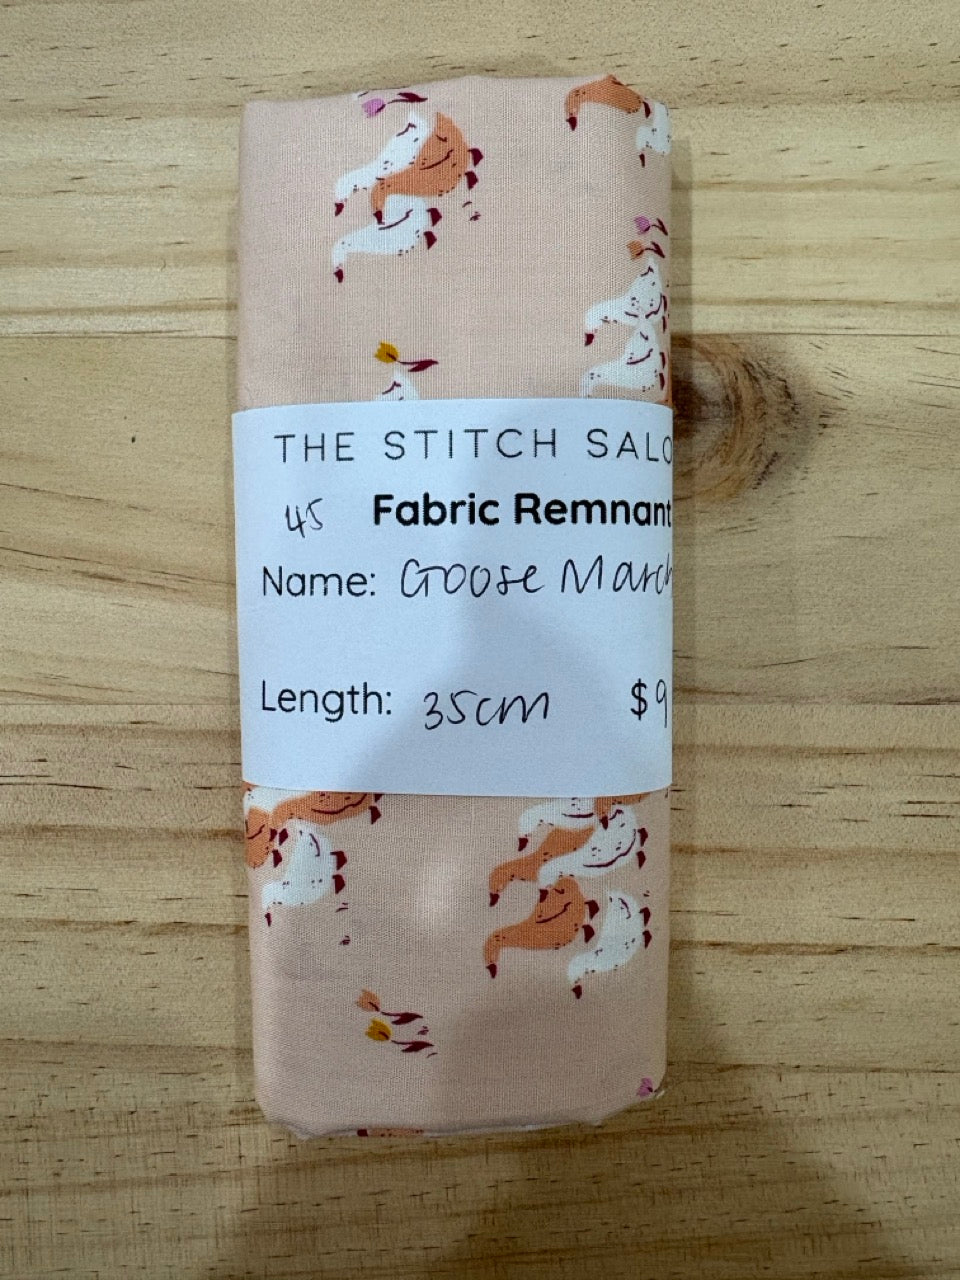 THE STITCH SALO
45 Fabric Remnant
Name: Goose March
Length: 35cm $9